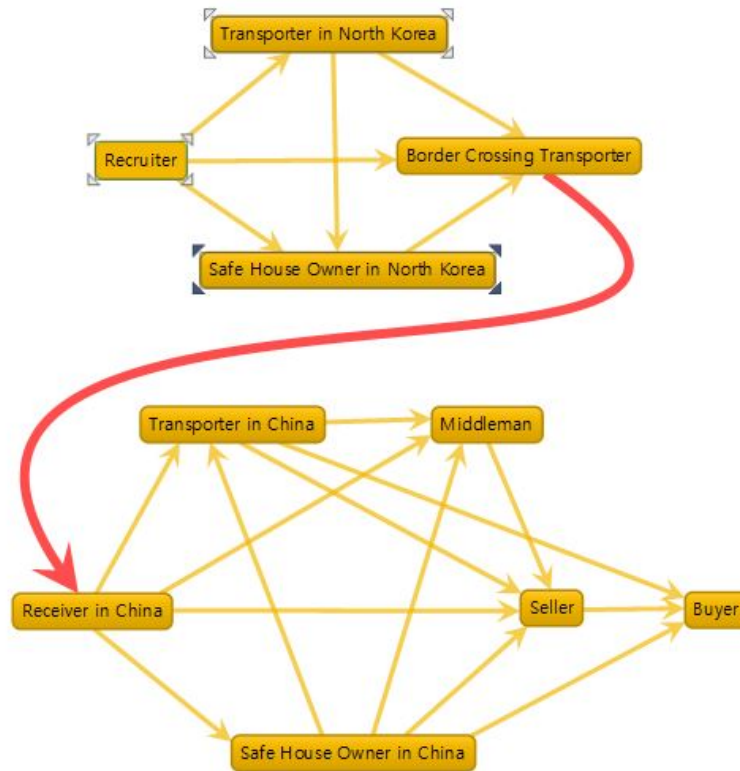 Transporter in North Korea
Recruiter
Border Crossing Transporter
Safe House Owner in North Korea
Transporter in China
Middleman
Receiver in China
Seller
Buyer
Safe House Owner in China